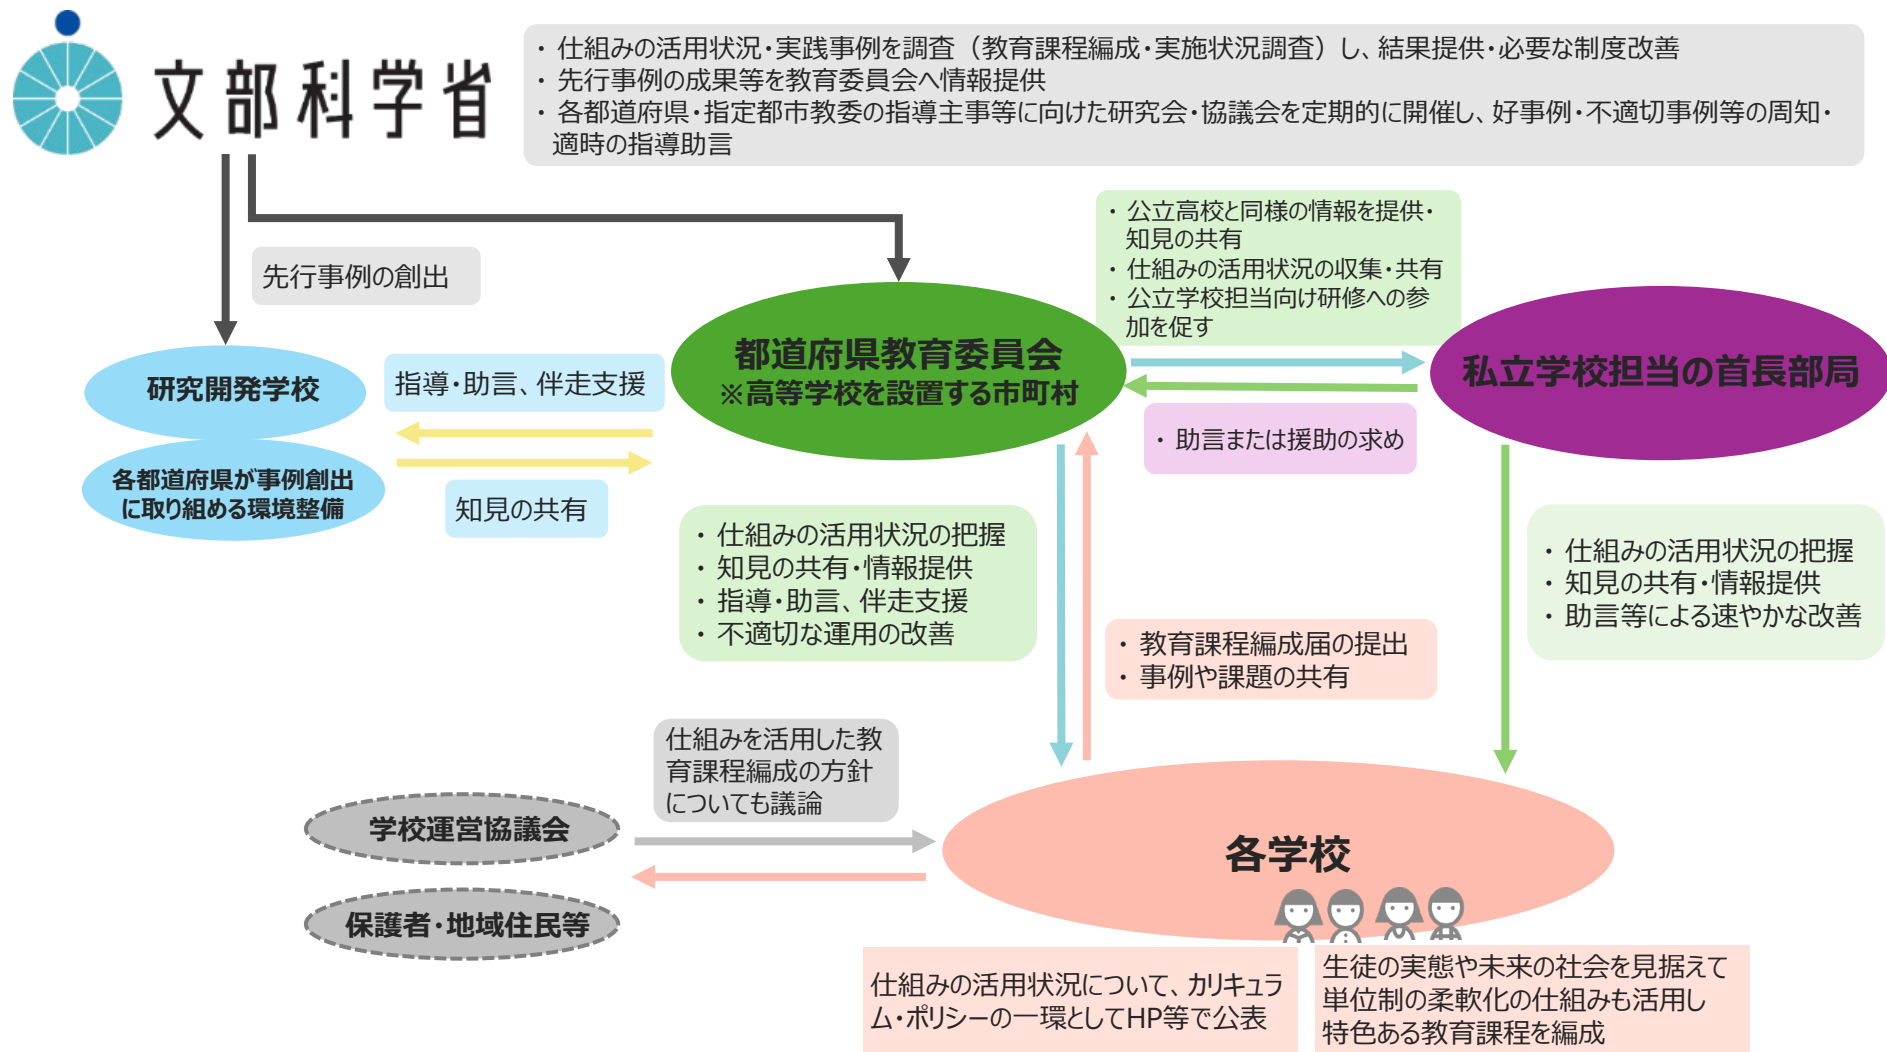 文部科学省
・仕組みの活用状況・実践事例を調査（教育課程編成・実施状況調査）し、結果提供・必要な制度改善
・先行事例の成果等を教育委員会へ情報提供
・各都道府県・指定都市教委の指導主事等に向けた研究会・協議会を定期的に開催し、好事例・不適切事例等の周知・
適時の指導助言
先行事例の創出
・公立高校と同様の情報を提供・
知見の共有
・仕組みの活用状況の収集・共有
・公立学校担当向け研修への参
加を促す
研究開発学校
各都道府県が事例創出
に取り組める環境整備
指導・助言、伴走支援
知見の共有
都道府県教育委員会
※高等学校を設置する市町村
・助言または援助の求め
私立学校担当の首長部局
・仕組みの活用状況の把握
・知見の共有・情報提供
・指導・助言、伴走支援
・不適切な運用の改善
・教育課程編成届の提出
・事例や課題の共有
・仕組みの活用状況の把握
・知見の共有・情報提供
・助言等による速やかな改善
仕組みを活用した教
育課程編成の方針
についても議論
学校運営協議会
保護者・地域住民等
各学校
仕組みの活用状況について、カリキュラ
ム・ポリシーの一環としてHP等で公表
生徒の実態や未来の社会を見据えて
単位制の柔軟化の仕組みも活用し
特色ある教育課程を編成